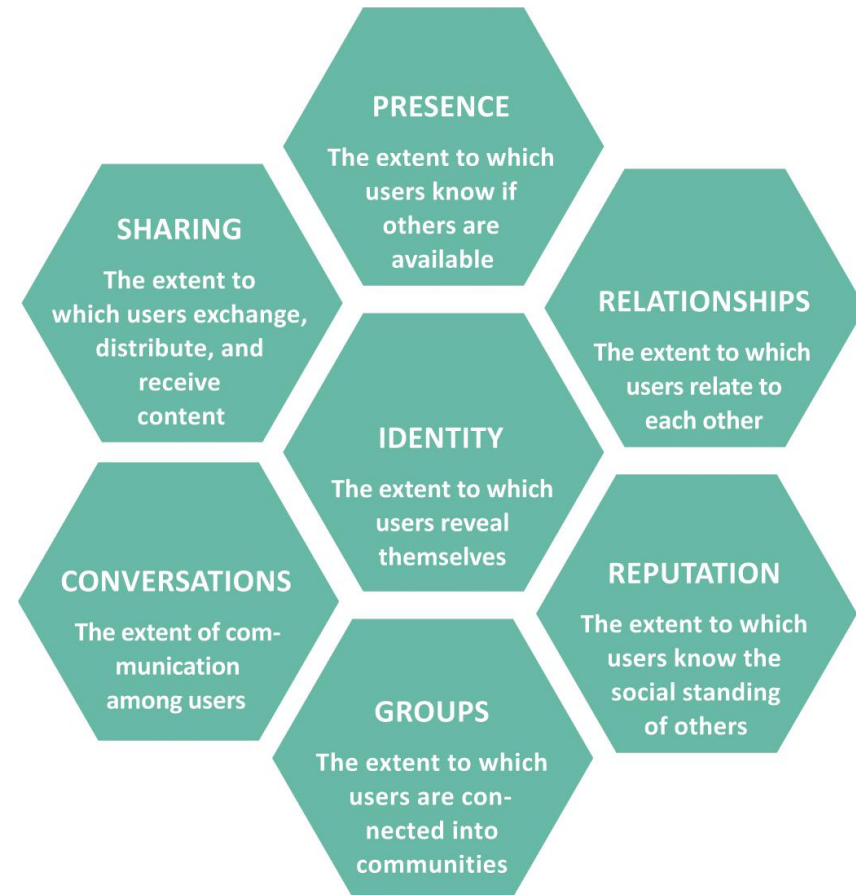 PRESENCE
The extent to which
users know if
others are
available
SHARING
The extent to
which users exchange,
distribute, and
receive
content
RELATIONSHIPS
The extent to which
users relate to
each other
IDENTITY
The extent to which
users reveal
themselves
CONVERSATIONS
The extent of com-
munication
among users
REPUTATION
The extent to which
users know the
social standing
of others
GROUPS
The extent to which
users are con-
nected into
communities